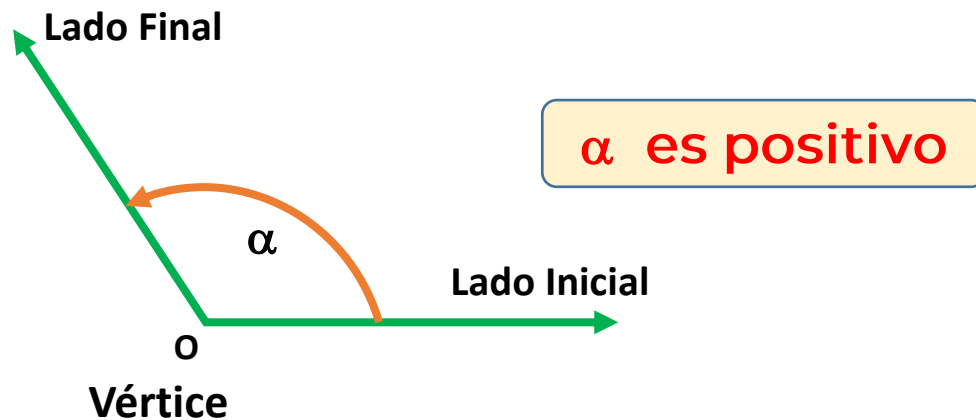 Lado Final
α es positivo
α
Lado Inicial
O
Vértice